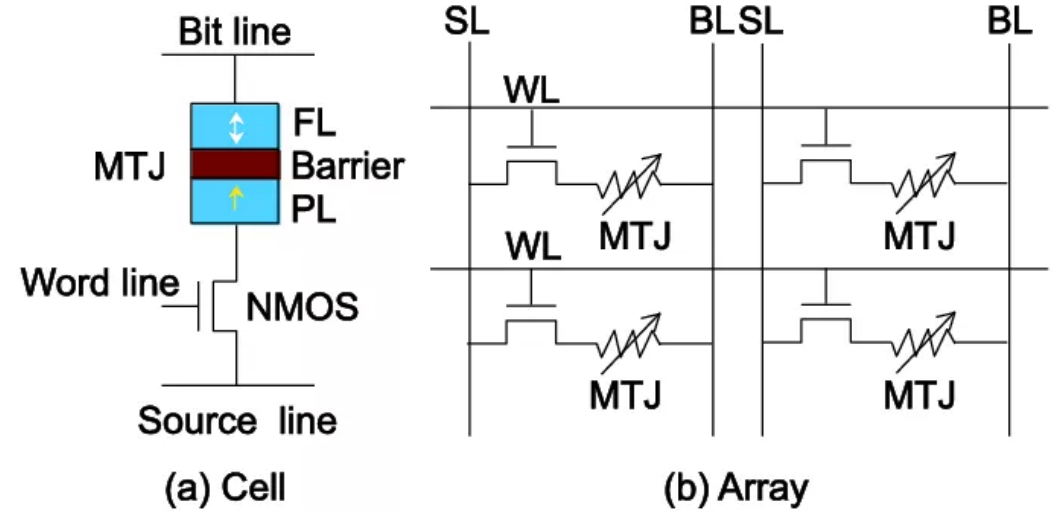 Bit line
FL
MTJ
Barrier
PL
Word line
NMOS
Source line
(a) Cell
SL
BL
SL
BL
WL
MTJ
MTJ
WL
MTJ
MTJ
(b) Array